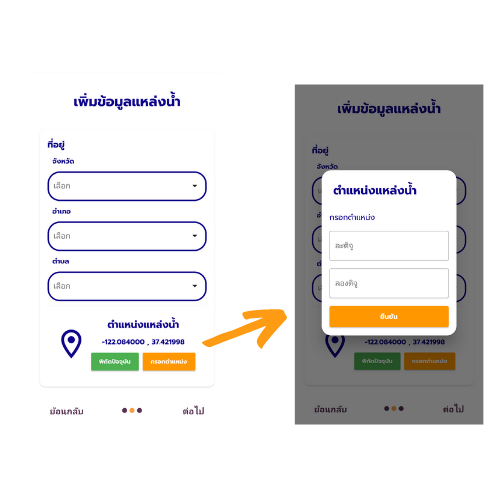 เพิ่มข้อมูลแหล่งน้ำ
ที่อยู่
จังหวัด
เลือก
อำเภอ
เลือก
ตำบล
เลือก
ตำแหน่งแหล่งน้ำ
-122.084000 , 37.421998
พิกัดปัจจุบัน
กรอกตำแหน่ง
ย้อนกลับ
ต่อไป
เพิ่มข้อมูลแหล่งน้ำ
ที่อยู่
จังหวัด
ตำแหน่งแหล่งน้ำ
กรอกตำแหน่ง
ละติจู
ลองติจู
ยืนยัน
-122.084000 , 37.421998
พิกัดปัจจุบัน
กรอกตำแหน่ง
ย้อนกลับ
ต่อไป